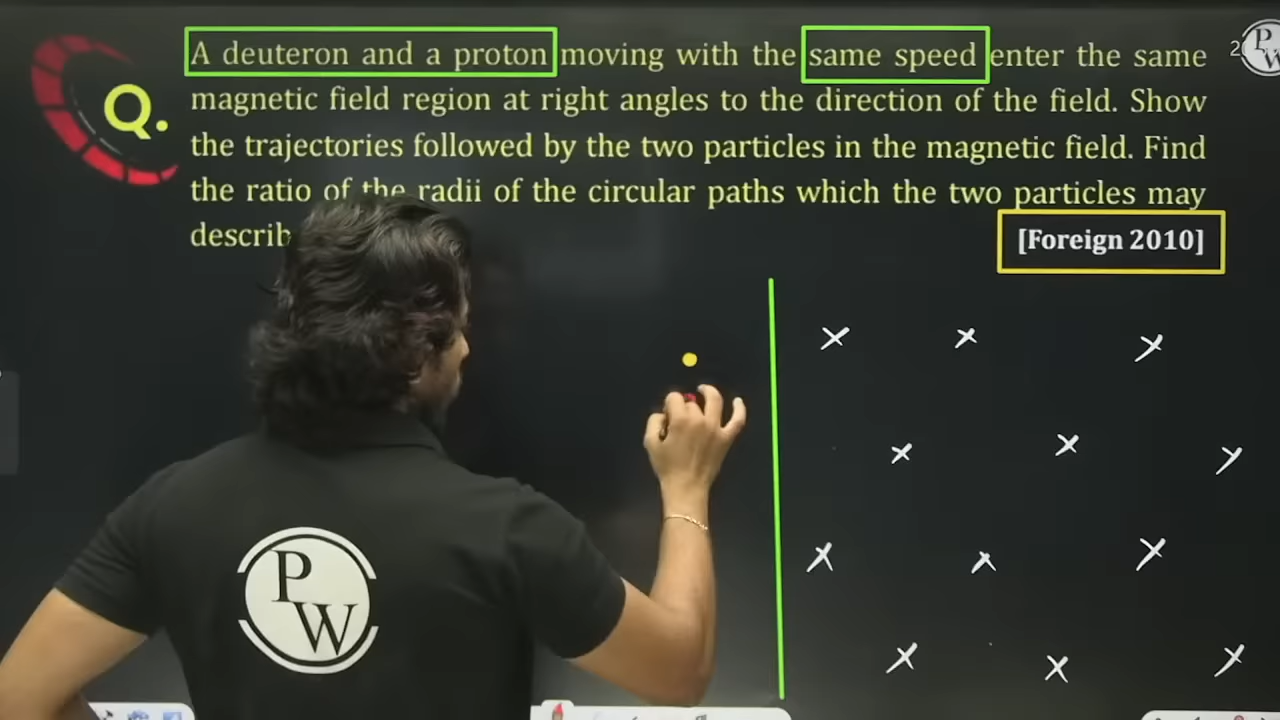 A deuteron and a proton moving with the same speed enter the same
magnetic field region at right angles to the direction of the field. Show
Q.
the trajectories followed by the two particles in the magnetic field. Find
the ratio of the radii of the circular paths which the two particles may
describ
[Foreign 2010]
PW
PW
2